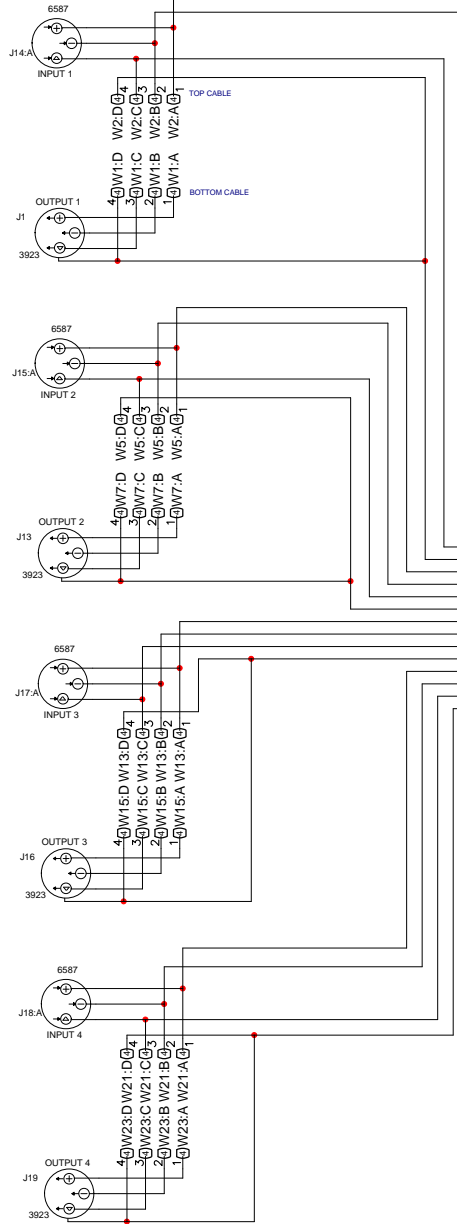 6587
J14:A
INPUT 1
4 3 2 1
W2:D W2:C W2:B W2:A
TOP CABLE
W1:D W1:C W1:B W1:A
4 3 2 1
BOTTOM CABLE
OUTPUT 1
J1
3923
6587
J15:A
INPUT 2
4 3 2 1
W5:D W5:C W5:B W5:A
W7:D W7:C W7:B W7:A
4 3 2 1
OUTPUT 2
J13
3923
6587
J17:A
INPUT 3
4 3 2 1
W13:D W13:C W13:B W13:A
W15:D W15:C W15:B W15:A
4 3 2 1
OUTPUT 3
J16
3923
6587
J18:A
INPUT 4
4 3 2 1
W21:D W21:C W21:B W21:A
W23:D W23:C W23:B W23:A
4 3 2 1
OUTPUT 4
J19
3923